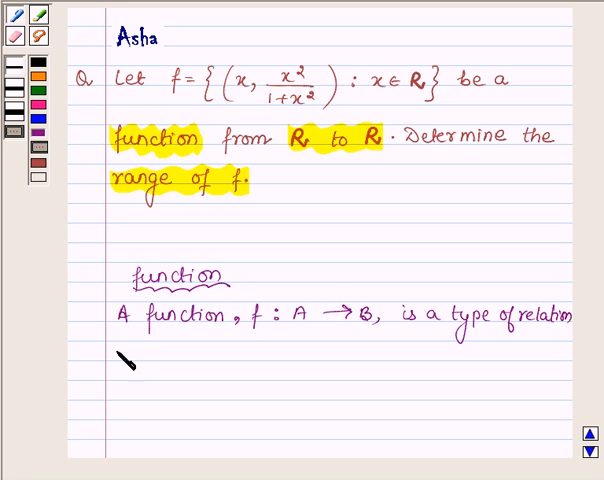 Asha
Q Let f = { (x, x²/(1+x²)) : x ∈ R } be a
function from R to R. Determine the
range of f.
function
A function, f : A → B, is a type of relation